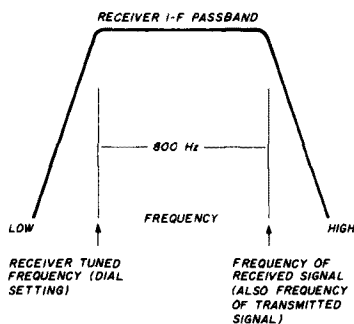 RECEIVER I-F PASSBAND
800 Hz
LOW
FREQUENCY
HIGH
RECEIVER TUNED
FREQUENCY (DIAL
SETTING)
FREQUENCY OF
RECEIVED SIGNAL
(ALSO FREQUENCY
OF TRANSMITTED
SIGNAL)